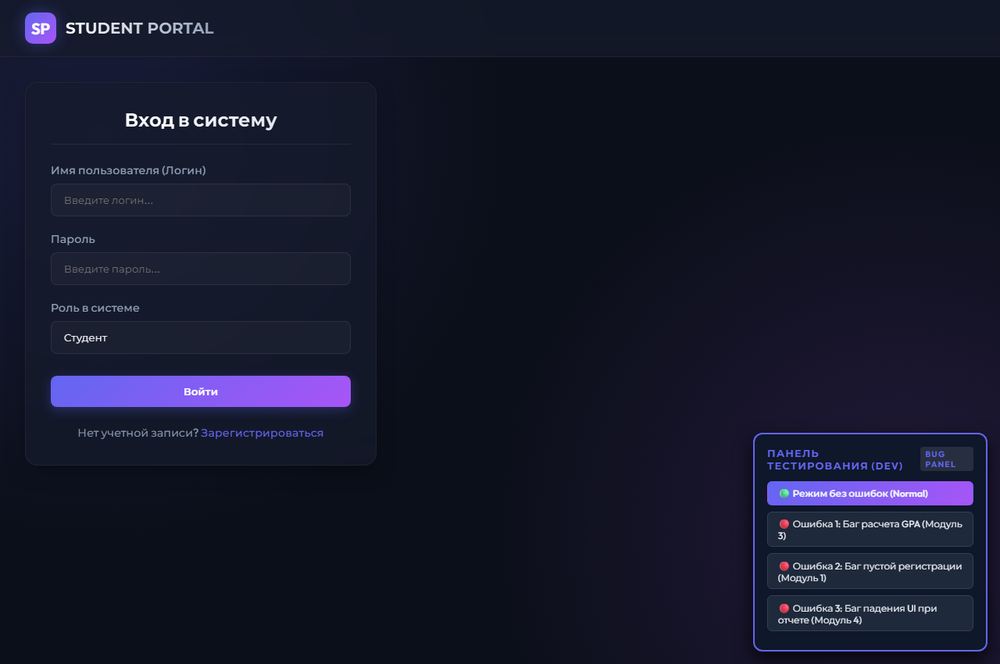 SP STUDENT PORTAL
Вход в систему
Имя пользователя (Логин)
Введите логин...
Пароль
Введите пароль...
Роль в системе
Студент
Войти
Нет учетной записи? Зарегистрироваться
ПАНЕЛЬ
ТЕСТИРОВАНИЯ (DEV)
BUG
PANEL
Режим без ошибок (Normal)
Ошибка 1: Баг расчета GPA (Модуль
3)
Ошибка 2: Баг пустой регистрации
(Модуль 1)
Ошибка 3: Баг падения UI при
отчете (Модуль 4)